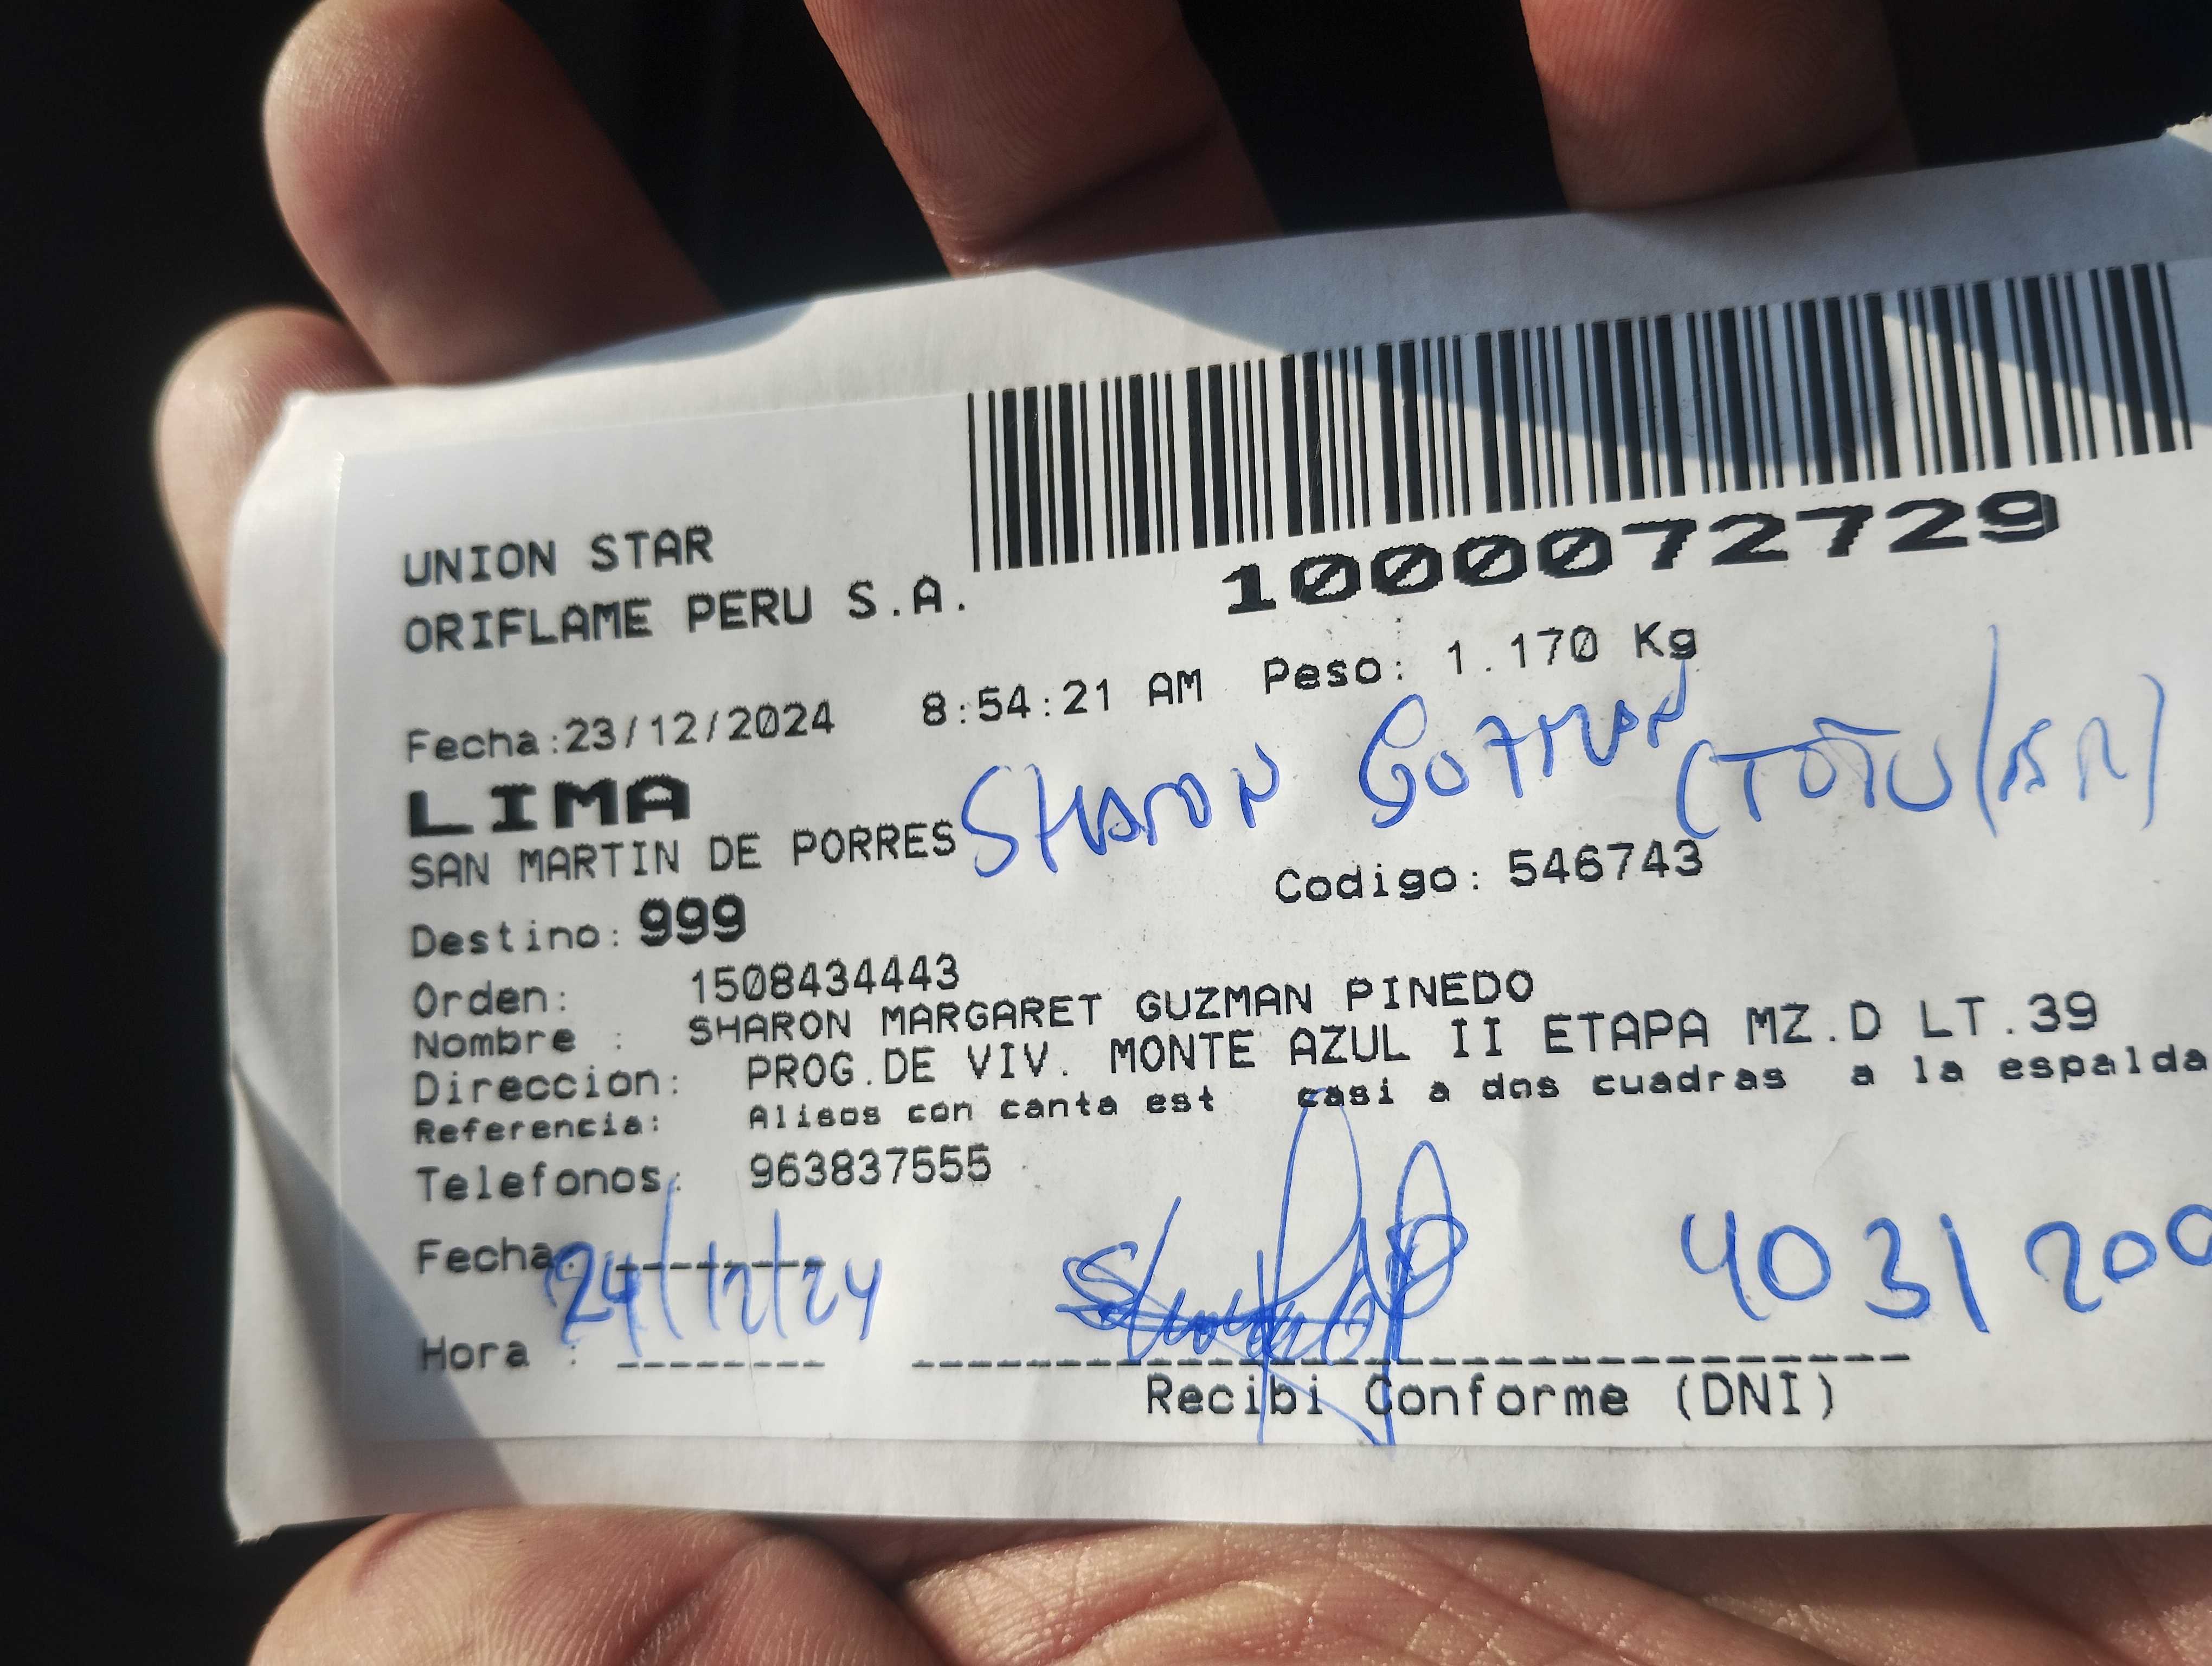 1000072729
UNION STAR
ORIFLAME PERU S.A.
Fecha:23/12/2024 8:54:21 AM Peso: 1.170 Kg
LIMA
SHARON GUZMAN
SAN MARTIN DE PORRES
Codigo: 546743
Destino: 999
Orden: 1508434443
Nombre : SHARON MARGARET GUZMAN PINEDO
Direccion: PROG.DE VIV. MONTE AZUL II ETAPA MZ.D LT.39
Referencia: Alisos con canta est casi a dos cuadras a la espalda
Telefonos: 963837555
Fecha: 24/12/24
4031200
Hora :
Recibi Conforme (DNI)